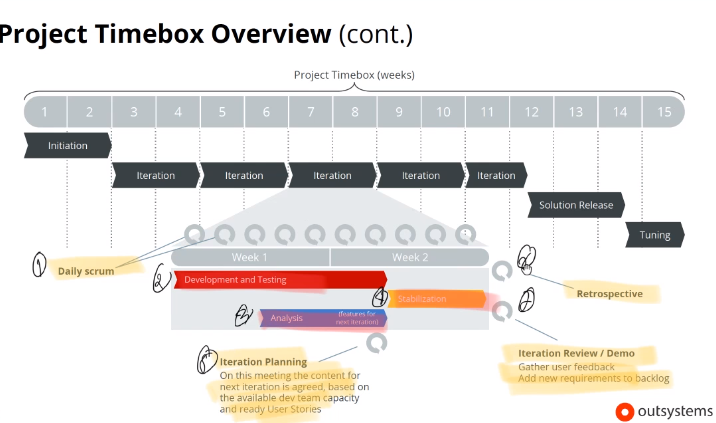 Project Timebox Overview (cont.)
Project Timebox (weeks)
1 2 3 4 5 6 7 8 9 10 11 12 13 14 15
Initiation
Iteration Iteration Iteration Iteration Iteration
Solution Release
Tuning
Week 1 Week 2
1
Daily scrum
2
Development and Testing
Retrospective
4
Stabilization
Analysis
(features for
next iteration)
Iteration Planning
On this meeting the content for
next iteration is agreed, based on
the available dev team capacity
and ready User Stories
Iteration Review / Demo
Gather user feedback
Add new requirements to backlog
outsystems